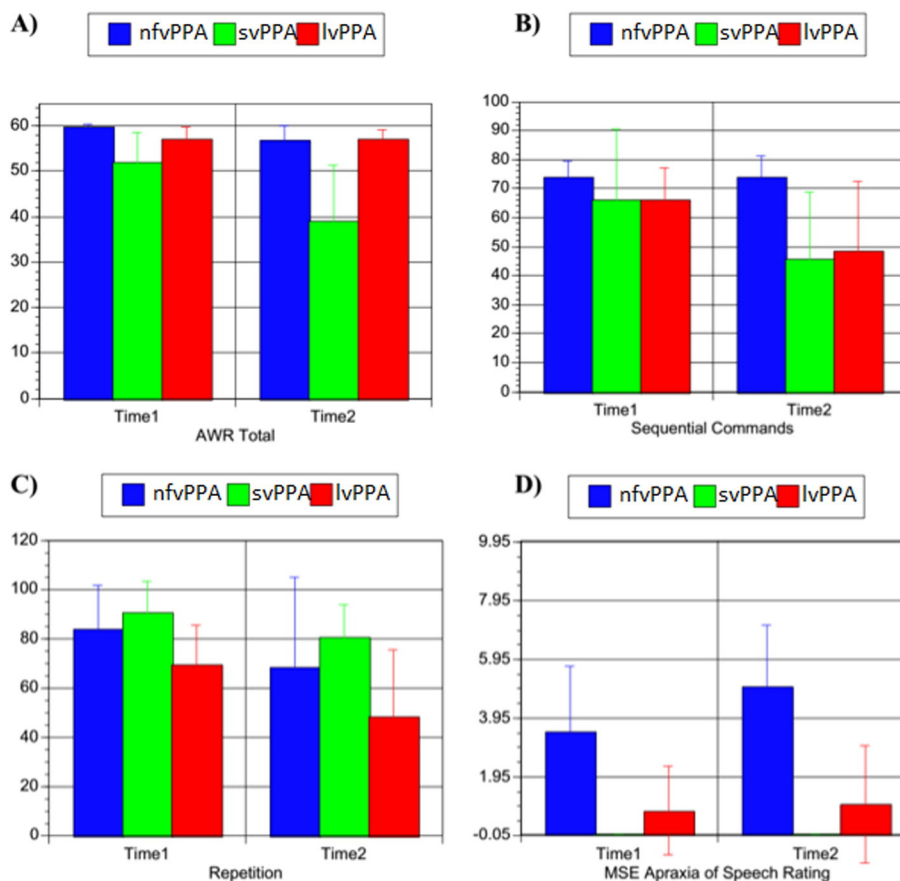 A)
nfvPPA svPPA lvPPA
60
50
40
30
20
10
0
Time1 Time2
AWR Total
B)
nfvPPA svPPA lvPPA
100
90
80
70
60
50
40
30
20
10
0
Time1 Time2
Sequential Commands
C)
nfvPPA svPPA lvPPA
120
100
80
60
40
20
0
Time1 Time2
Repetition
D)
nfvPPA svPPA lvPPA
9.95
7.95
5.95
3.95
1.95
-0.05
Time1 Time2
MSE Apraxia of Speech Rating